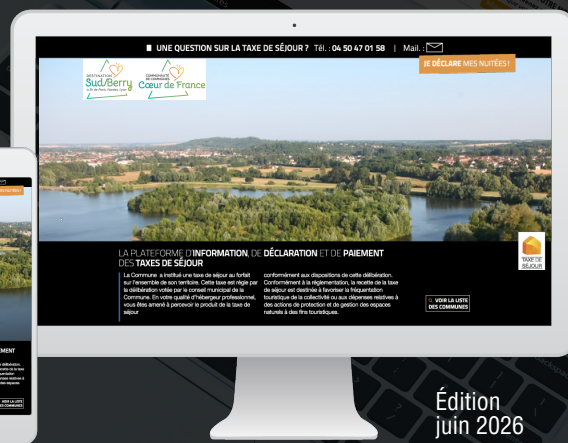 UNE QUESTION SUR LA TAXE DE SÉJOUR ? Tél. : 04 50 47 01 58 | Mail. :
JE DÉCLARE MES NUITÉES !
DESTINATION
Sud/Berry
COMMUNAUTÉ
DE COMMUNES
Cœur de France
LA PLATEFORME D'INFORMATION, DE DÉCLARATION ET DE PAIEMENT
DES TAXES DE SÉJOUR
La Commune a institué une taxe de séjour au forfait
sur l'ensemble de son territoire. Cette taxe est régie par
la délibération votée par le conseil municipal de la
Commune. En votre qualité d'hébergeur professionnel,
vous êtes amené à percevoir le produit de la taxe de
séjour
conformément aux dispositions de cette délibération.
Conformément à la réglementation, la recette de la taxe
de séjour est destinée à favoriser la fréquentation
touristique de la collectivité ou aux dépenses relatives à
des actions de protection et de gestion des espaces
naturels à des fins touristiques.
TAXE DE
SÉJOUR
VOIR LA LISTE
DES COMMUNES
Édition
juin 2026